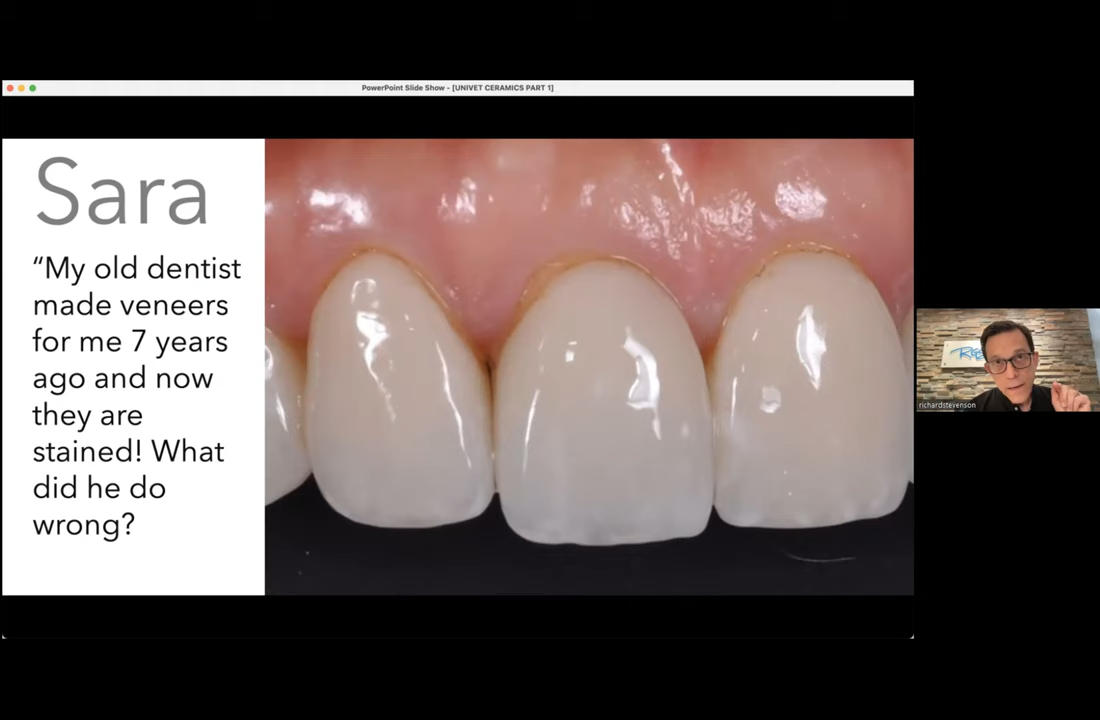 PowerPoint Slide Show - [UNIVET CERAMICS PART 1]
Sara
“My old dentist
made veneers
for me 7 years
ago and now
they are
stained! What
did he do
wrong?
richardstevenson